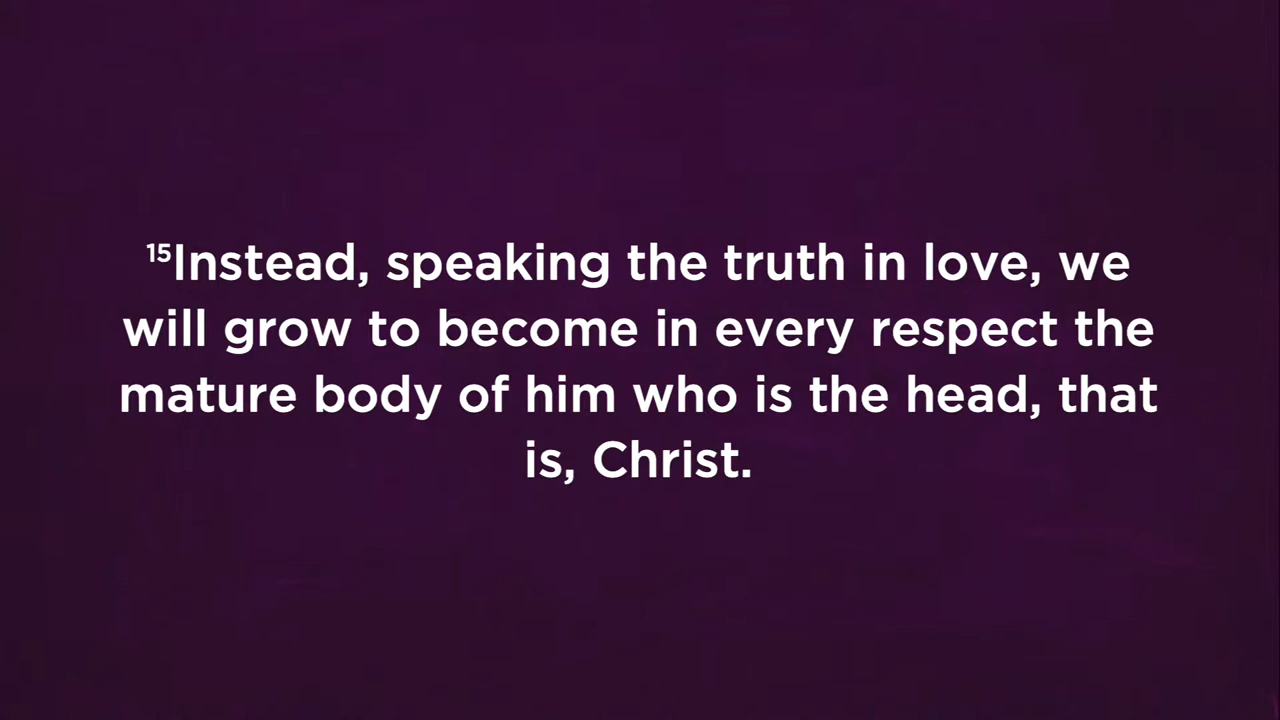 ¹⁵Instead, speaking the truth in love, we
will grow to become in every respect the
mature body of him who is the head, that
is, Christ.